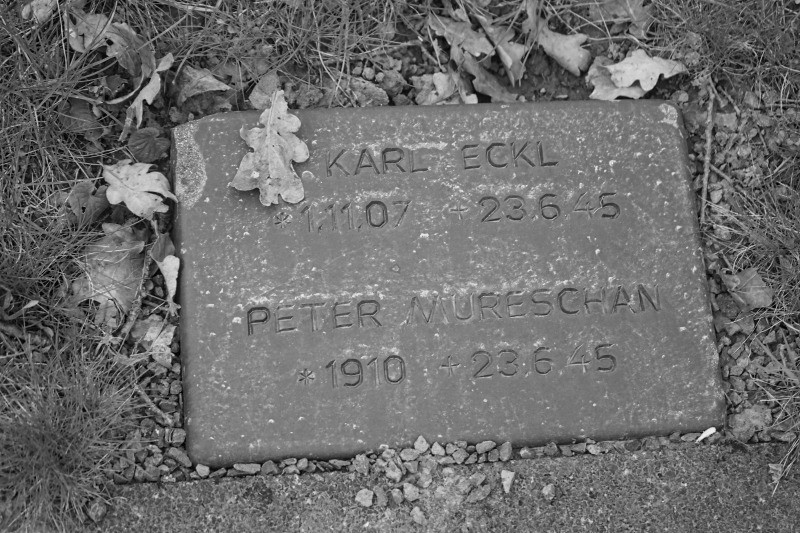 KARL ECKL
* 1.11.07 + 23.6.45
PETER MURESCHAN
* 1910 + 23.6.45